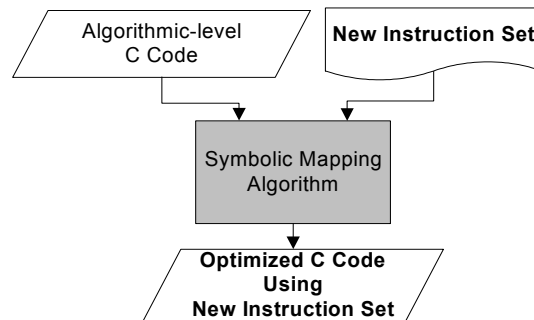 Algorithmic-level
C Code
New Instruction Set
Symbolic Mapping
Algorithm
Optimized C Code
Using
New Instruction Set